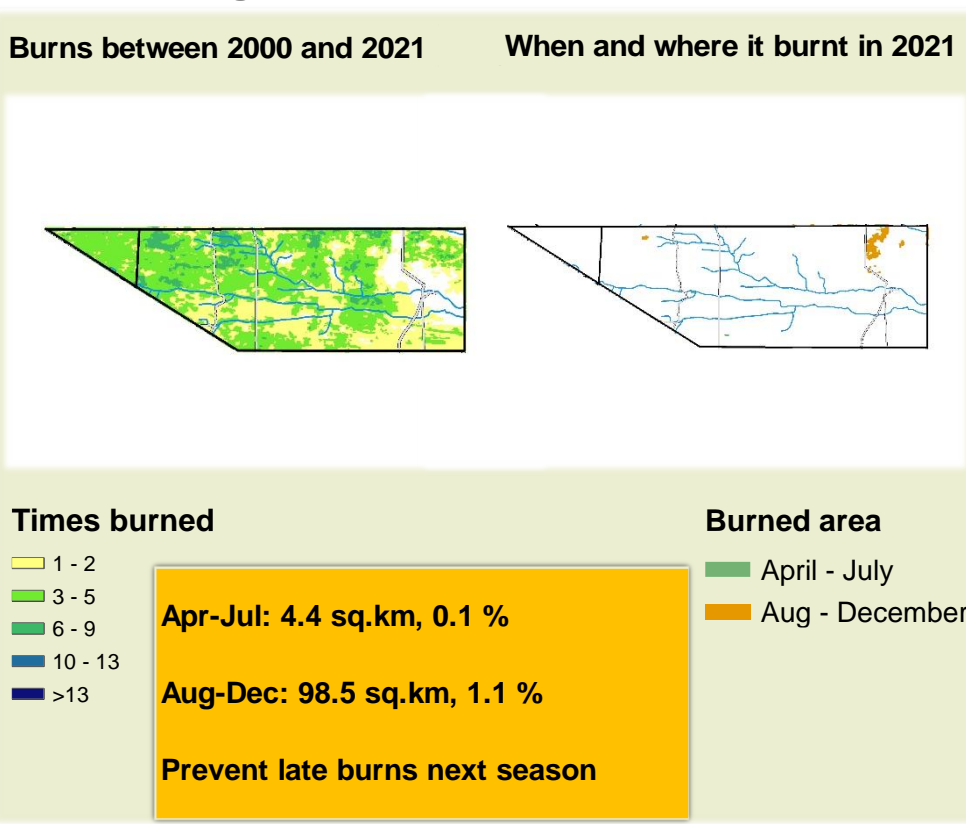 Burns between 2000 and 2021
When and where it burnt in 2021
Times burned
1 - 2
3 - 5
6 - 9
10 - 13
>13
Apr-Jul: 4.4 sq.km, 0.1 %
Aug-Dec: 98.5 sq.km, 1.1 %
Prevent late burns next season
Burned area
April - July
Aug - December